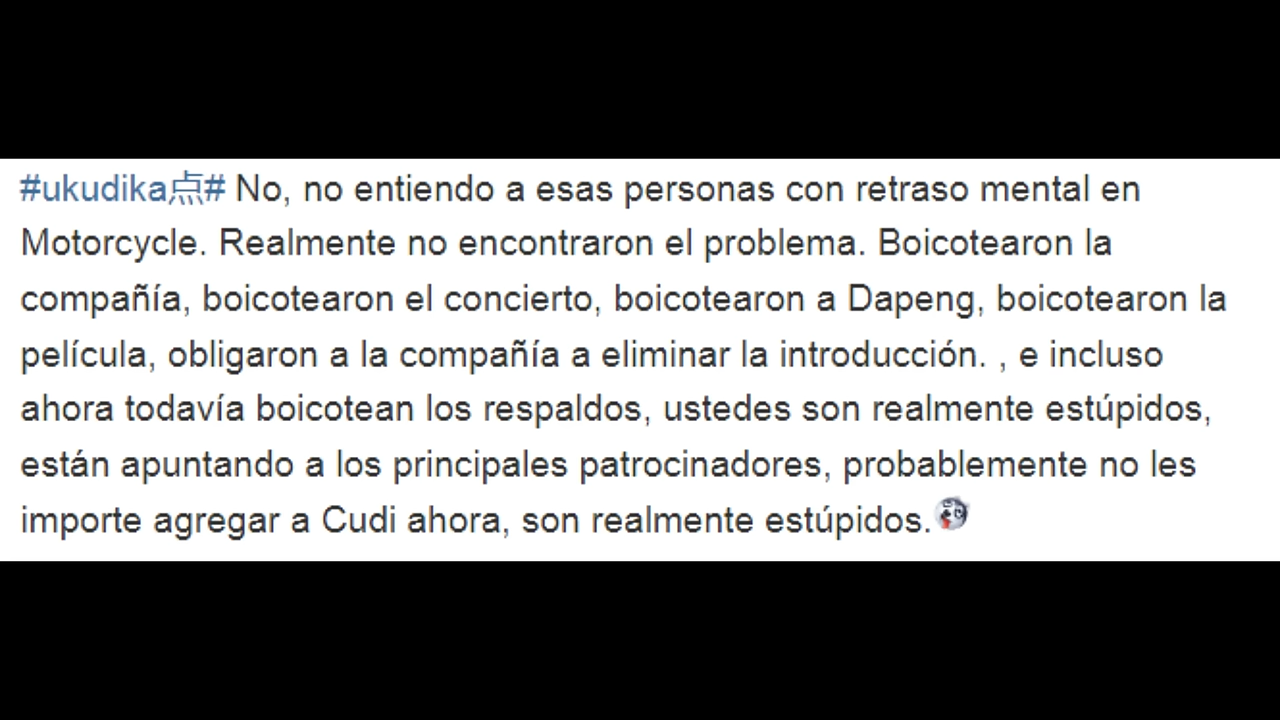 #ukudika点# No, no entiendo a esas personas con retraso mental en
Motorcycle. Realmente no encontraron el problema. Boicotearon la
compañía, boicotearon el concierto, boicotearon a Dapeng, boicotearon la
película, obligaron a la compañía a eliminar la introducción. , e incluso
ahora todavía boicotean los respaldos, ustedes son realmente estúpidos,
están apuntando a los principales patrocinadores, probablemente no les
importe agregar a Cudi ahora, son realmente estúpidos.